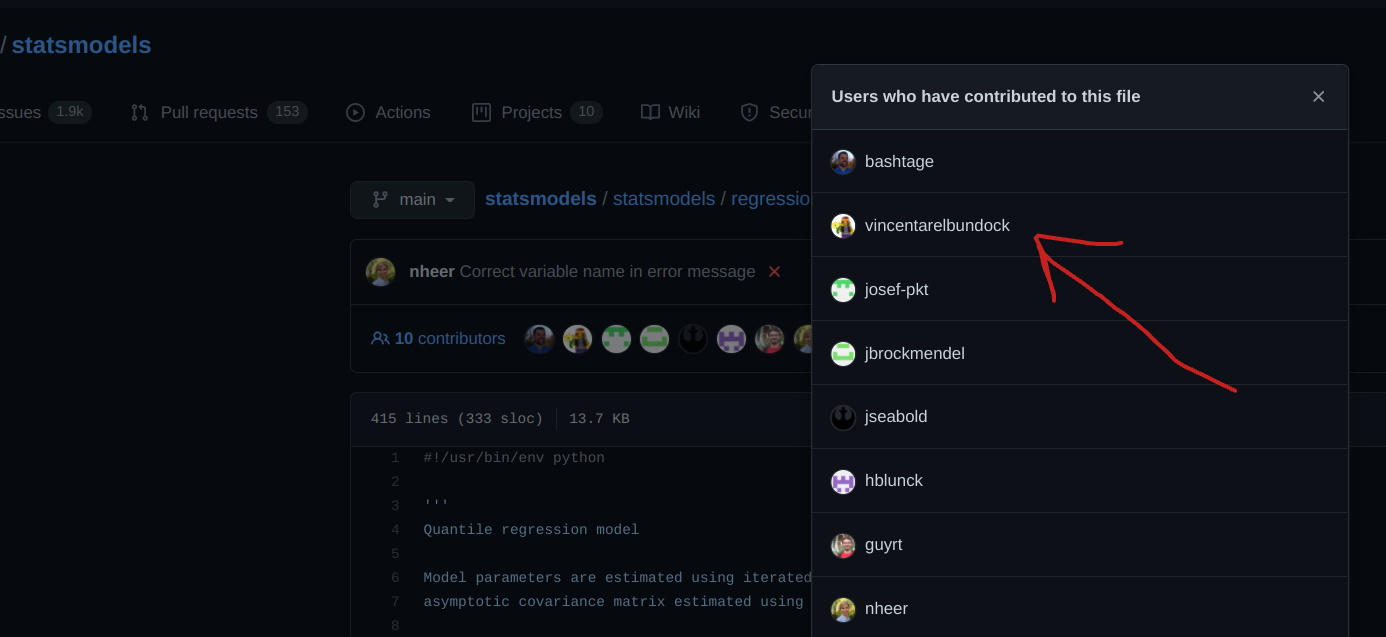 / statsmodels
ssues 1.9k Pull requests 153 Actions Projects 10 Wiki Secur
main statsmodels / statsmodels / regressio
nheer Correct variable name in error message
10 contributors
415 lines (333 sloc) 13.7 KB
1 #!/usr/bin/env python
2
3 '''
4 Quantile regression model
5
6 Model parameters are estimated using iterated
7 asymptotic covariance matrix estimated using
8
Users who have contributed to this file
bashtage
vincentarelbundock
josef-pkt
jbrockmendel
jseabold
hblunck
guyrt
nheer